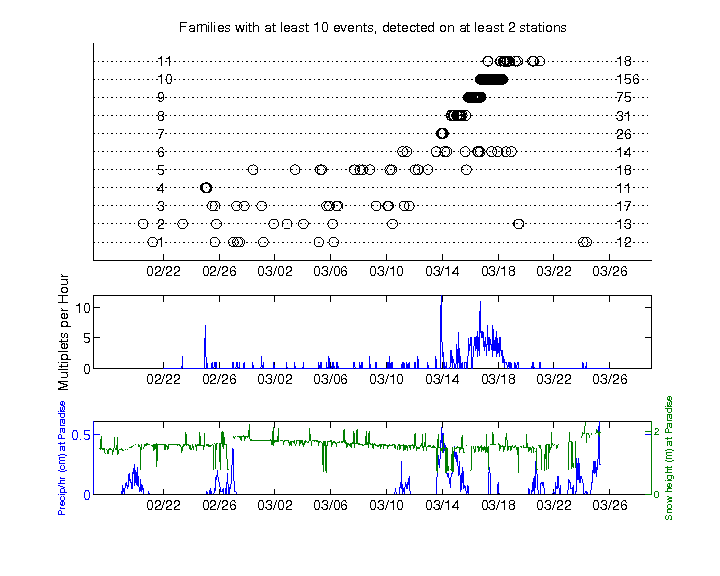 Families with at least 10 events, detected on at least 2 stations
11 18
10 156
9 75
8 31
7 26
6 14
5 18
4 11
3 17
2 13
1 12
02/22 02/26 03/02 03/06 03/10 03/14 03/18 03/22 03/26
Multiplets per Hour
10
5
0
02/22 02/26 03/02 03/06 03/10 03/14 03/18 03/22 03/26
Precip/hr (cm) at Paradise
0.5
0
2
0
Snow height (m) at Paradise
02/22 02/26 03/02 03/06 03/10 03/14 03/18 03/22 03/26